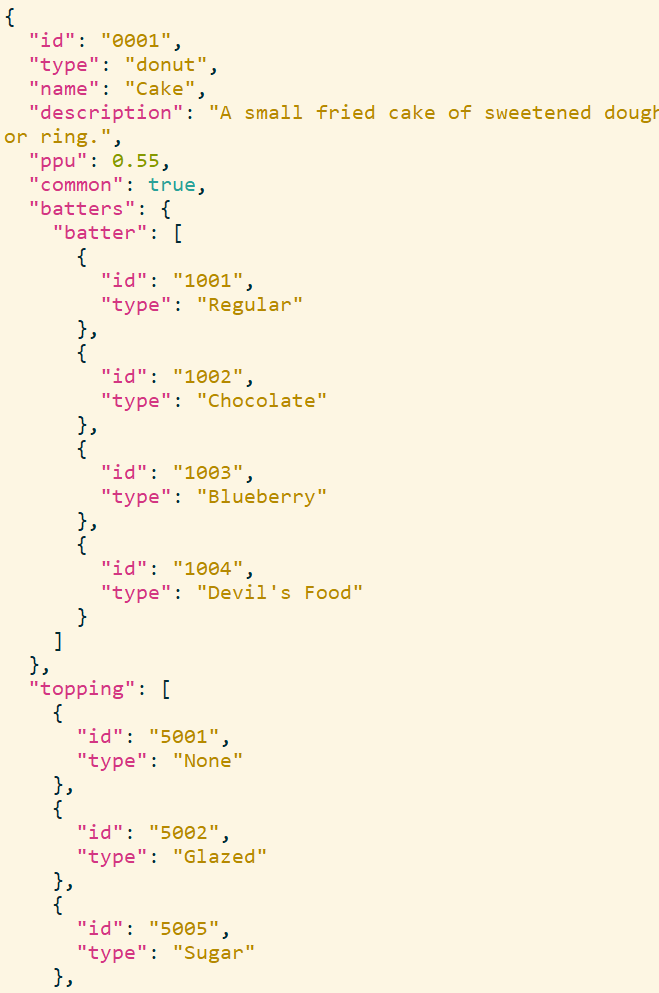 {
  "id": "0001",
  "type": "donut",
  "name": "Cake",
  "description": "A small fried cake of sweetened dough
or ring.",
  "ppu": 0.55,
  "common": true,
  "batters": {
    "batter": [
      {
        "id": "1001",
        "type": "Regular"
      },
      {
        "id": "1002",
        "type": "Chocolate"
      },
      {
        "id": "1003",
        "type": "Blueberry"
      },
      {
        "id": "1004",
        "type": "Devil's Food"
      }
    ]
  },
  "topping": [
    {
      "id": "5001",
      "type": "None"
    },
    {
      "id": "5002",
      "type": "Glazed"
    },
    {
      "id": "5005",
      "type": "Sugar"
    },